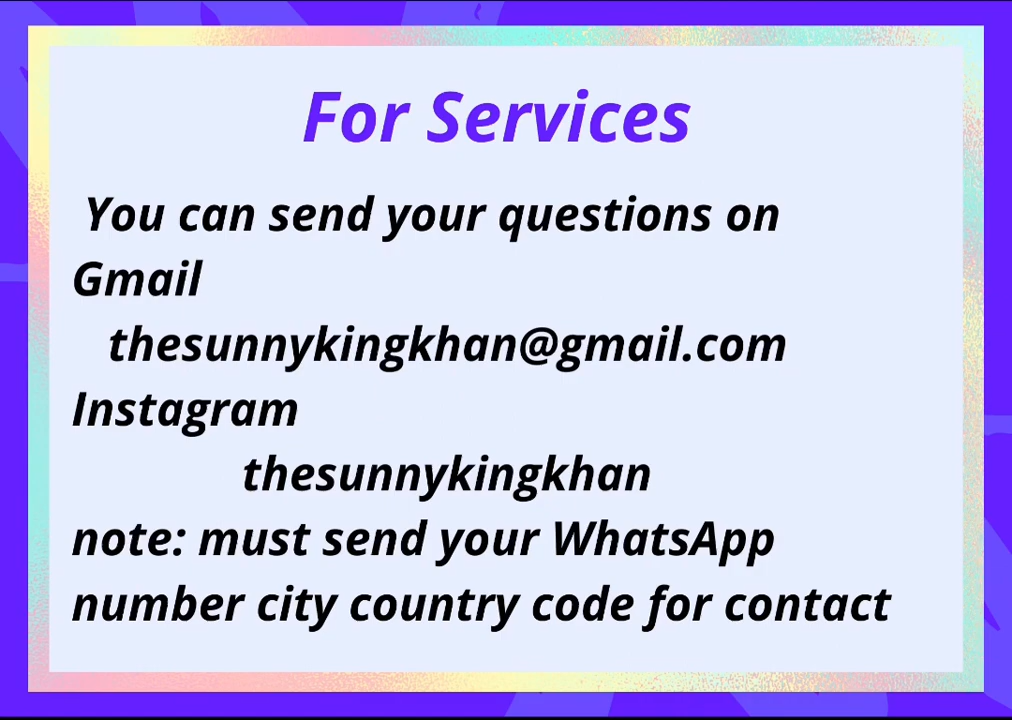 For Services
You can send your questions on
Gmail
thesunnykingkhan@gmail.com
Instagram
thesunnykingkhan
note: must send your WhatsApp
number city country code for contact